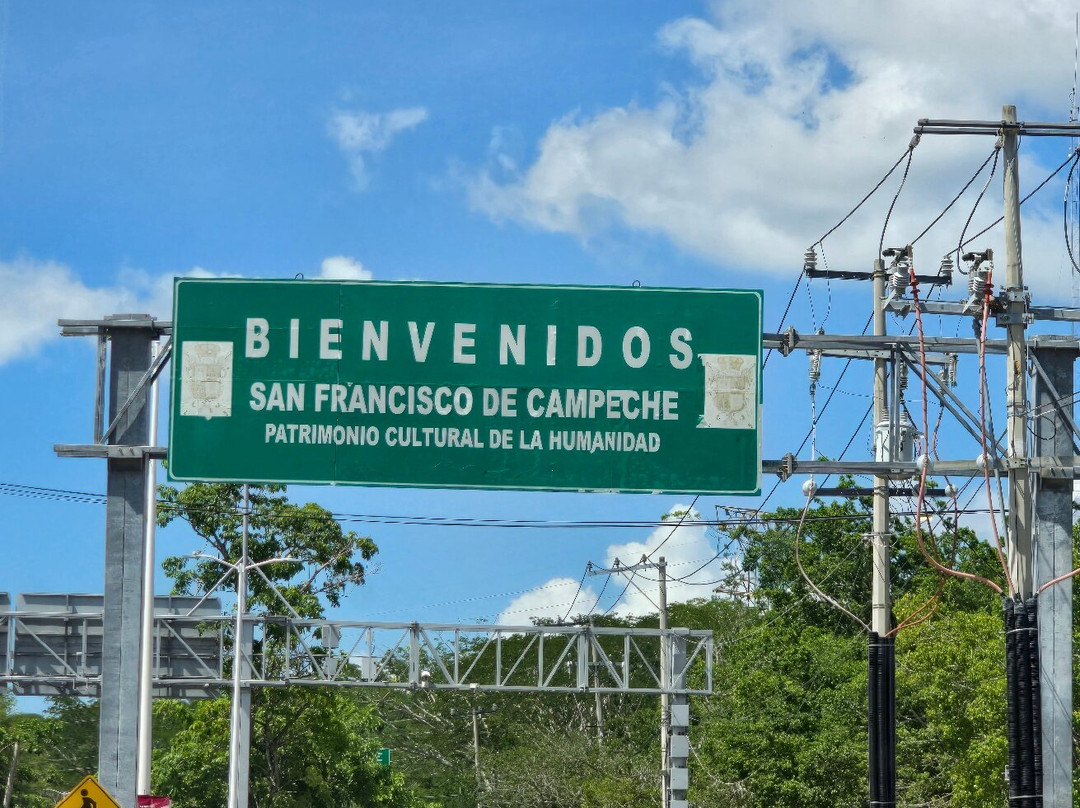 BIENVENIDOS
SAN FRANCISCO DE CAMPECHE
PATRIMONIO CULTURAL DE LA HUMANIDAD